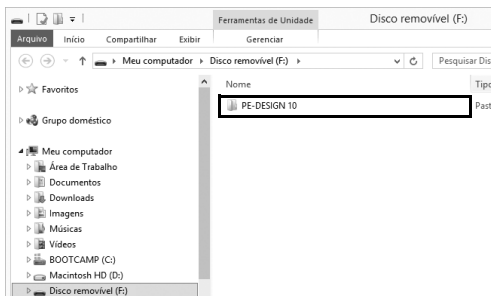 Ferramentas de Unidade
Disco removível (F:)
Arquivo Início Compartilhar Exibir Gerenciar
Meu computador Disco removível (F:)
Pesquisar Dis
Nome Tipo
Favoritos
PE-DESIGN 10 Past
Grupo doméstico
Meu computador
Área de Trabalho
Documentos
Downloads
Imagens
Músicas
Vídeos
BOOTCAMP (C:)
Macintosh HD (D:)
Disco removível (F:)